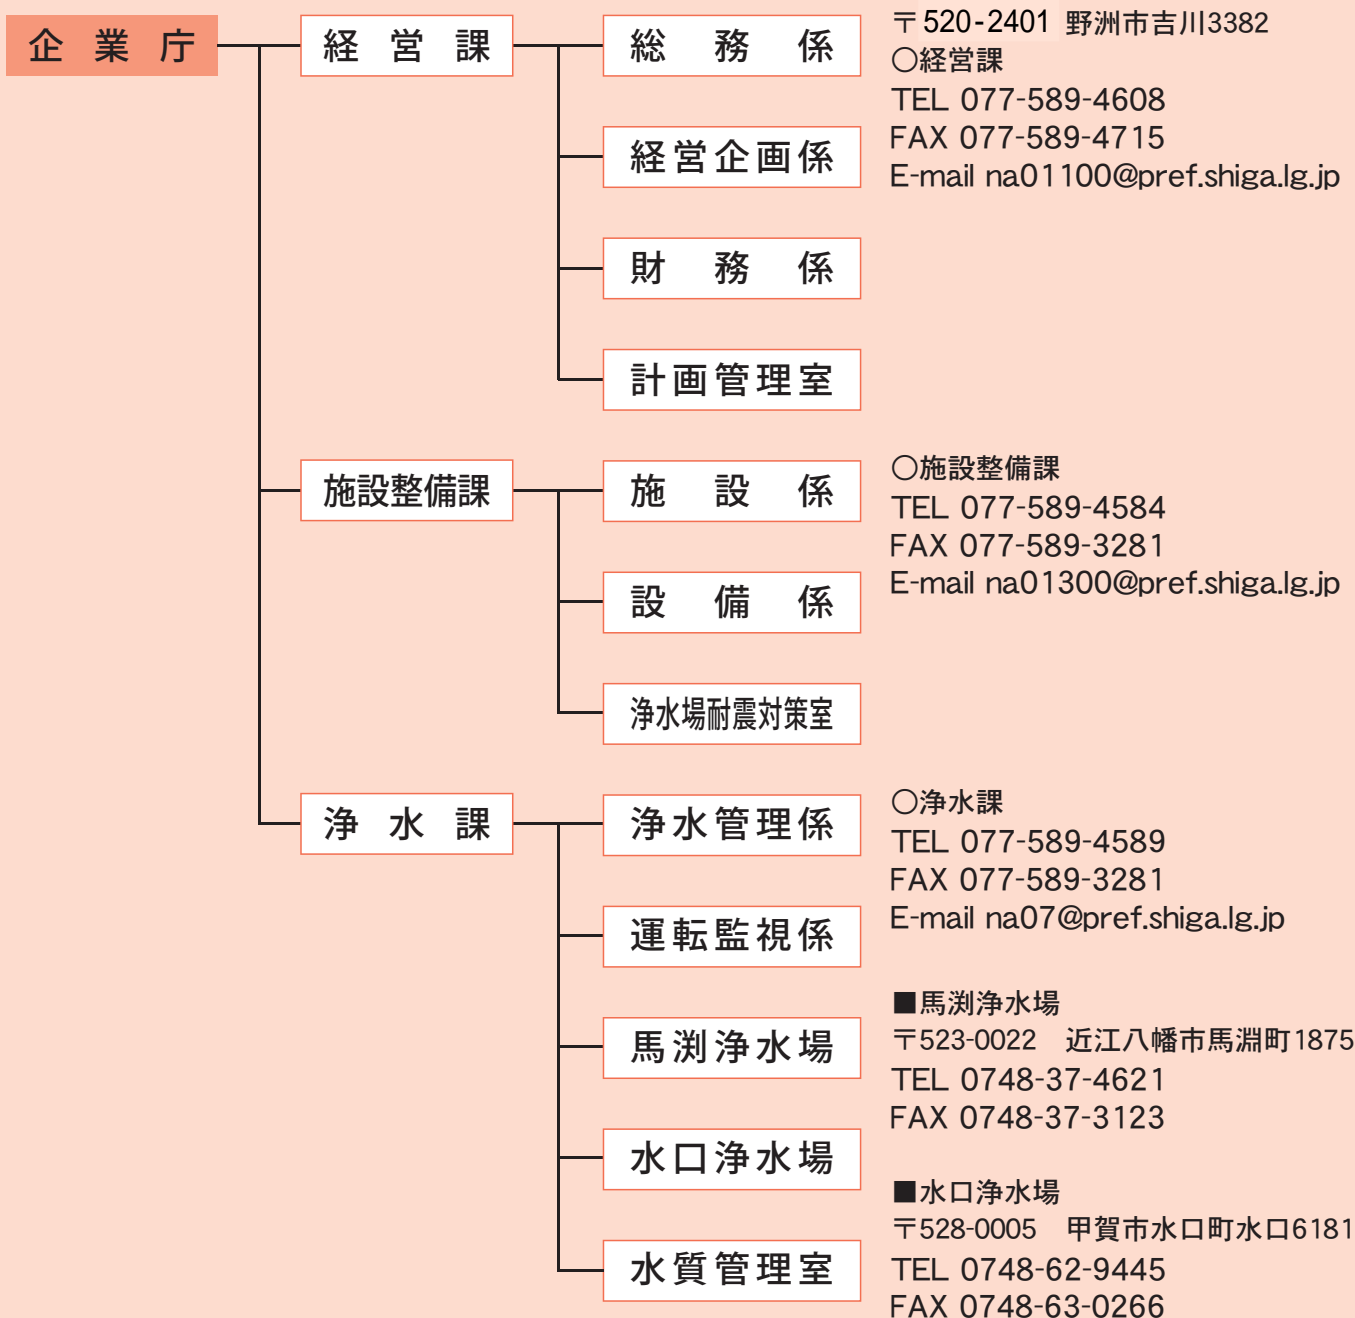 企業庁
経営課
総務係
経営企画係
財務係
計画管理室
〒520-2401 野洲市吉川3382
○経営課
TEL 077-589-4608
FAX 077-589-4715
E-mail na01100@pref.shiga.lg.jp
施設整備課
施設係
設備係
浄水場耐震対策室
○施設整備課
TEL 077-589-4584
FAX 077-589-3281
E-mail na01300@pref.shiga.lg.jp
浄水課
浄水管理係
運転監視係
馬渕浄水場
水口浄水場
水質管理室
○浄水課
TEL 077-589-4589
FAX 077-589-3281
E-mail na07@pref.shiga.lg.jp
■馬渕浄水場
〒523-0022 近江八幡市馬淵町1875
TEL 0748-37-4621
FAX 0748-37-3123
■水口浄水場
〒528-0005 甲賀市水口町水口6181
TEL 0748-62-9445
FAX 0748-63-0266